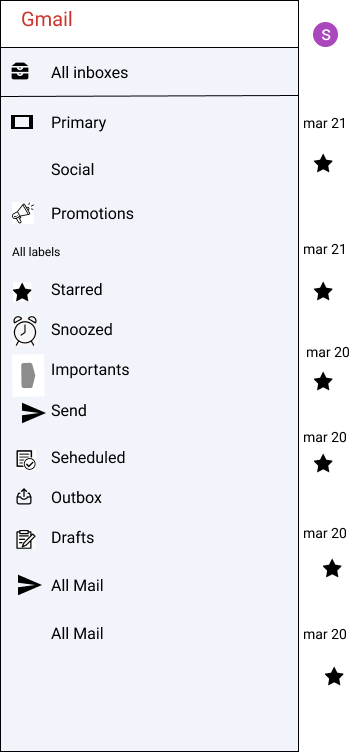 Gmail
S
All inboxes
Primary
mar 21
Social
Promotions
All labels
mar 21
Starred
Snoozed
mar 20
Importants
Send
mar 20
Seheduled
Outbox
Drafts
mar 20
All Mail
All Mail
mar 20